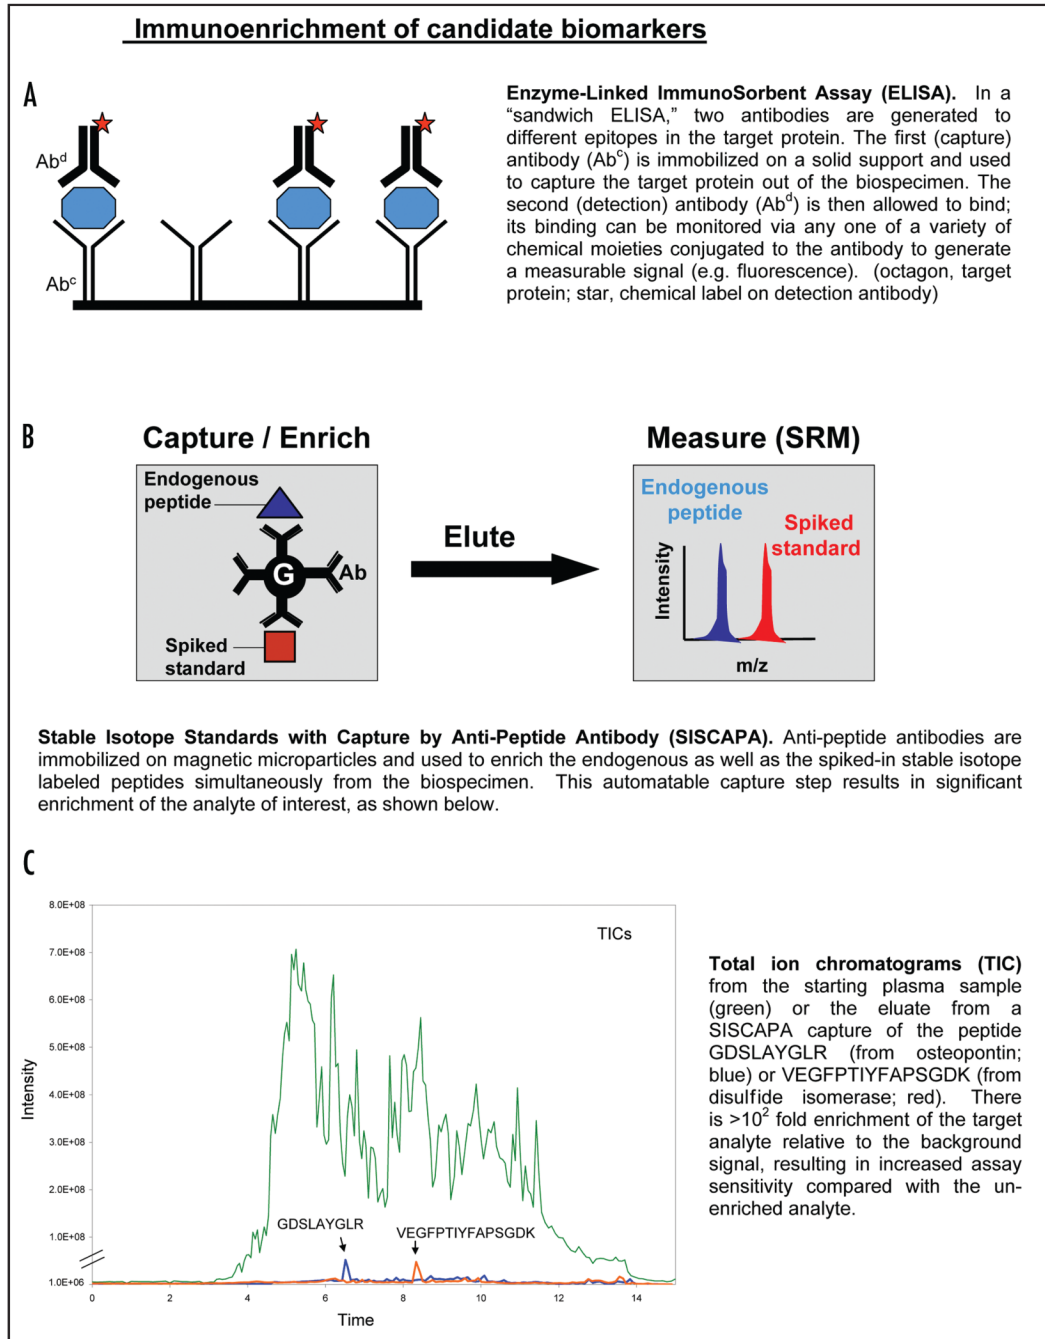 Immunoenrichment of candidate biomarkers
A
Ab^d
Ab^c
Enzyme-Linked ImmunoSorbent Assay (ELISA). In a
“sandwich ELISA,” two antibodies are generated to
different epitopes in the target protein. The first (capture)
antibody (Ab^c) is immobilized on a solid support and used
to capture the target protein out of the biospecimen. The
second (detection) antibody (Ab^d) is then allowed to bind;
its binding can be monitored via any one of a variety of
chemical moieties conjugated to the antibody to generate
a measurable signal (e.g. fluorescence). (octagon, target
protein; star, chemical label on detection antibody)
B
Capture / Enrich
Endogenous
peptide
G
Ab
Spiked
standard
Elute
Measure (SRM)
Endogenous
peptide
Spiked
standard
Intensity
m/z
Stable Isotope Standards with Capture by Anti-Peptide Antibody (SISCAPA). Anti-peptide antibodies are
immobilized on magnetic microparticles and used to enrich the endogenous as well as the spiked-in stable isotope
labeled peptides simultaneously from the biospecimen. This automatable capture step results in significant
enrichment of the analyte of interest, as shown below.
C
8.0E+08
7.0E+08
6.0E+08
5.0E+08
4.0E+08
3.0E+08
2.0E+08
1.0E+08
1.0E+06
Intensity
TICs
GDSLAYGLR
VEGFPTIYFAPSGDK
0 2 4 6 8 10 12 14
Time
Total ion chromatograms (TIC)
from the starting plasma sample
(green) or the eluate from a
SISCAPA capture of the peptide
GDSLAYGLR (from osteopontin;
blue) or VEGFPTIYFAPSGDK (from
disulfide isomerase; red). There
is >10^2 fold enrichment of the target
analyte relative to the background
signal, resulting in increased assay
sensitivity compared with the un-
enriched analyte.